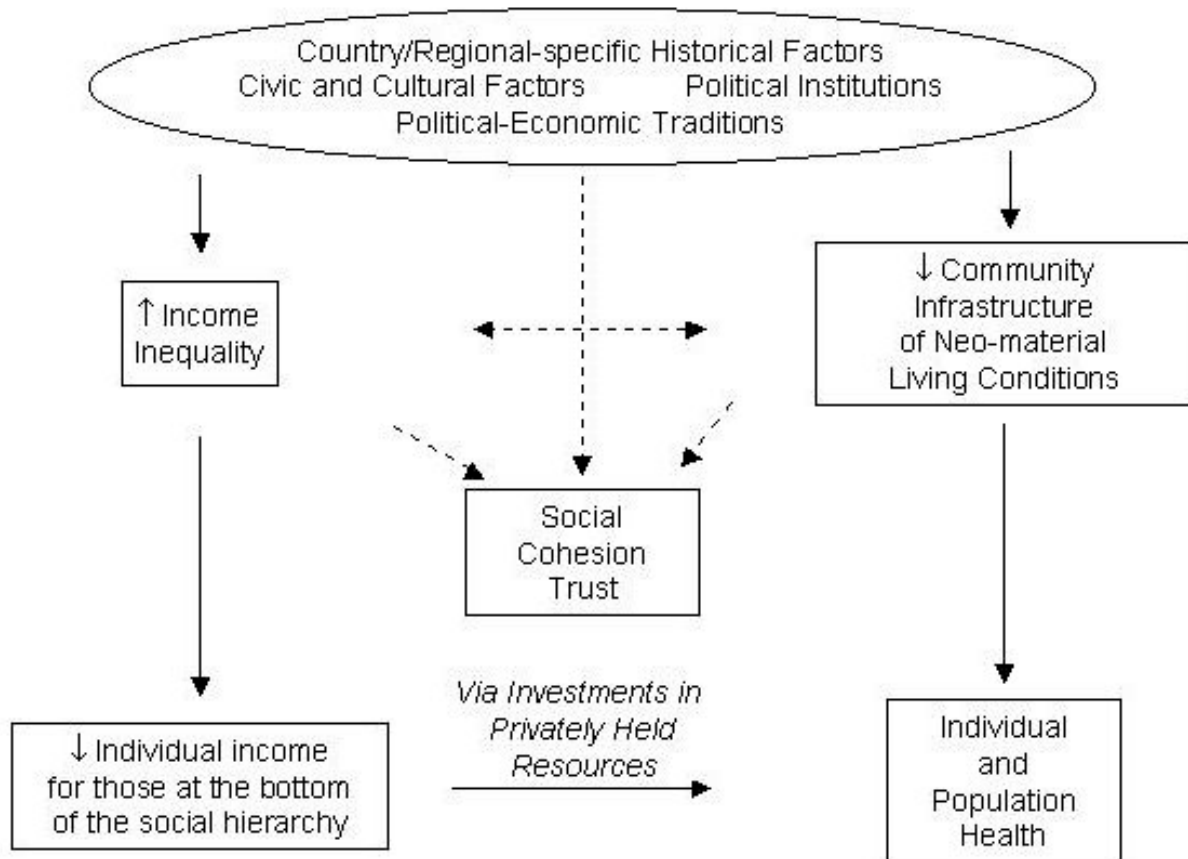 Country/Regional-specific Historical Factors
Civic and Cultural Factors Political Institutions
Political-Economic Traditions
↑ Income
Inequality
↓ Community
Infrastructure
of Neo-material
Living Conditions
Social
Cohesion
Trust
↓ Individual income
for those at the bottom
of the social hierarchy
Via Investments in
Privately Held
Resources
Individual
and
Population
Health